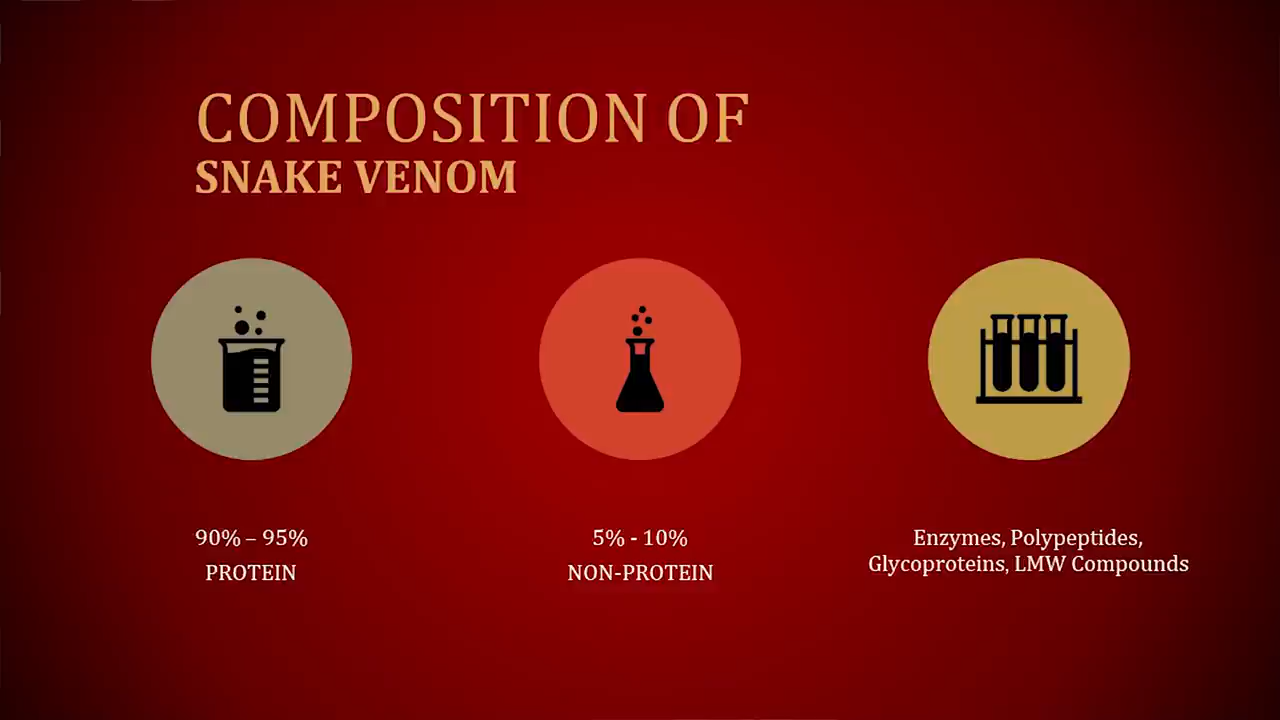 COMPOSITION OF
SNAKE VENOM
90% – 95%
PROTEIN
5% - 10%
NON-PROTEIN
Enzymes, Polypeptides,
Glycoproteins, LMW Compounds